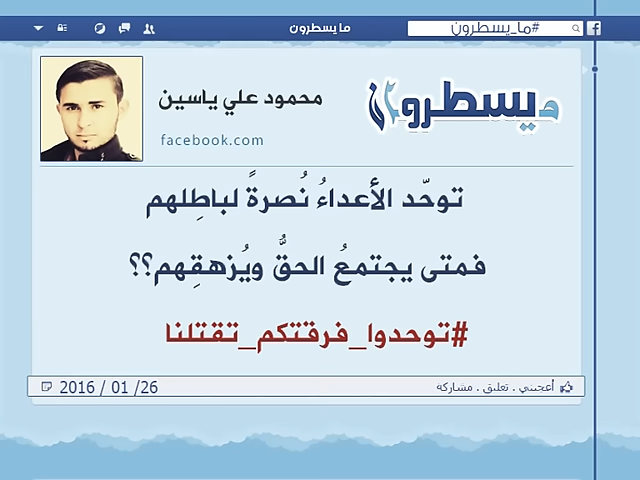 ما يسطرون
#ما_يسطرون
ما يسطرون
محمود علي ياسين
facebook.com
توحّد الأعداءُ نُصرةً لباطِلهم
فمتى يجتمعُ الحقُّ ويُزهقِهم؟؟
#توحدوا_فرقتكم_تقتلنا
أعجبني . تعليق . مشاركه
2016 / 01 /26